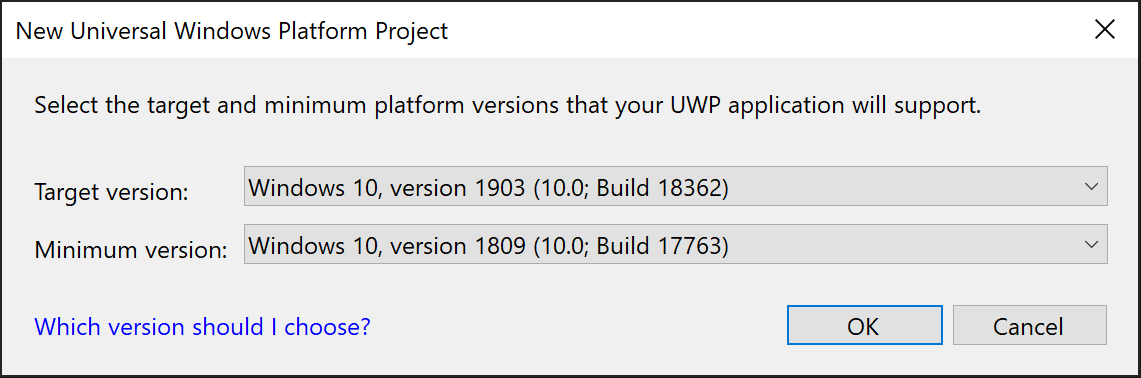 New Universal Windows Platform Project
Select the target and minimum platform versions that your UWP application will support.
Target version: Windows 10, version 1903 (10.0; Build 18362)
Minimum version: Windows 10, version 1809 (10.0; Build 17763)
Which version should I choose? OK Cancel